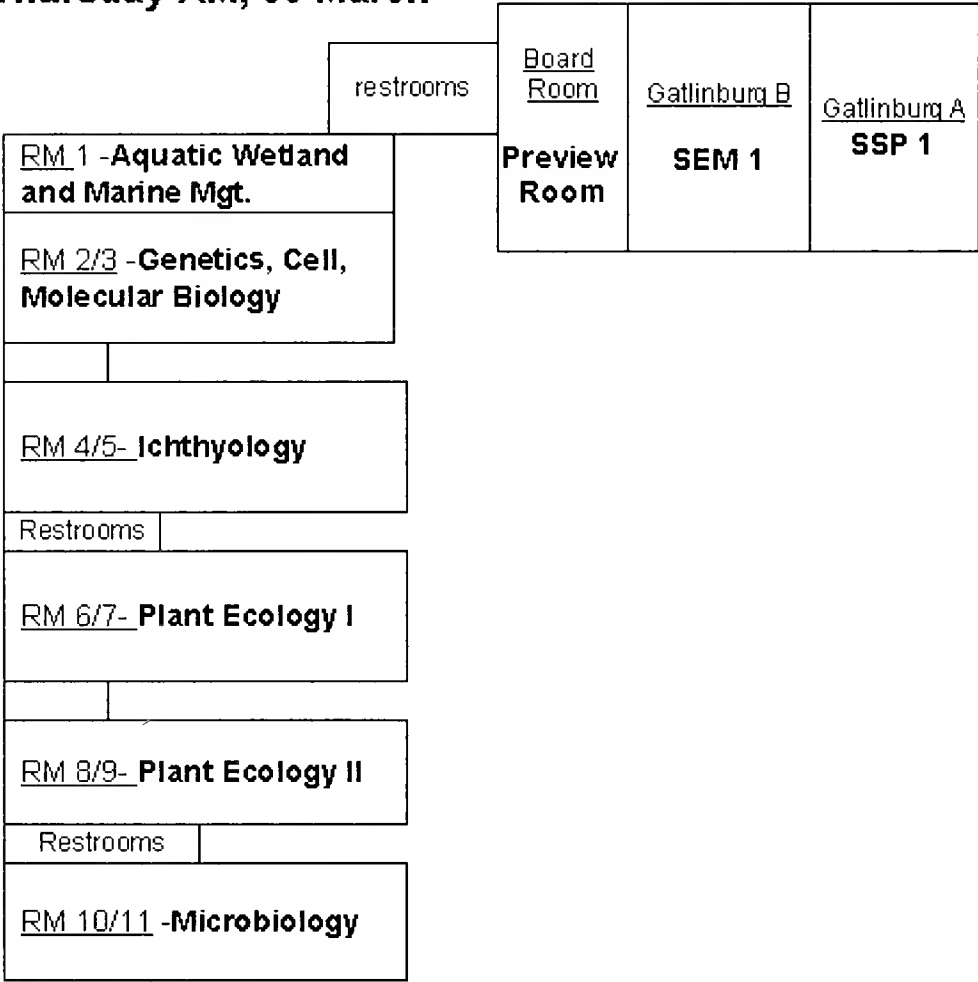 restrooms
Board
Room
Preview
Room
Gatlinburg B
SEM 1
Gatlinburg A
SSP 1
RM 1 -Aquatic Wetland
and Marine Mgt.
RM 2/3 -Genetics, Cell,
Molecular Biology
RM 4/5- Ichthyology
Restrooms
RM 6/7- Plant Ecology I
RM 8/9- Plant Ecology II
Restrooms
RM 10/11 -Microbiology